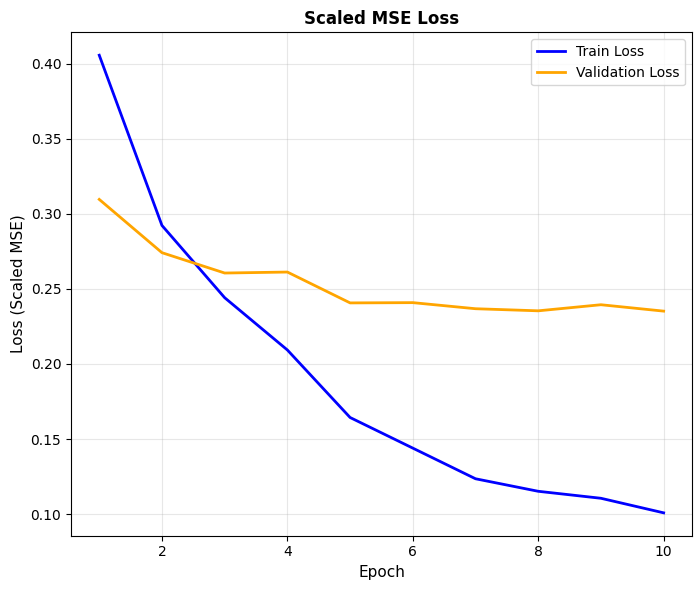 Scaled MSE Loss
Train Loss
Validation Loss
Loss (Scaled MSE)
0.40
0.35
0.30
0.25
0.20
0.15
0.10
2 4 6 8 10
Epoch